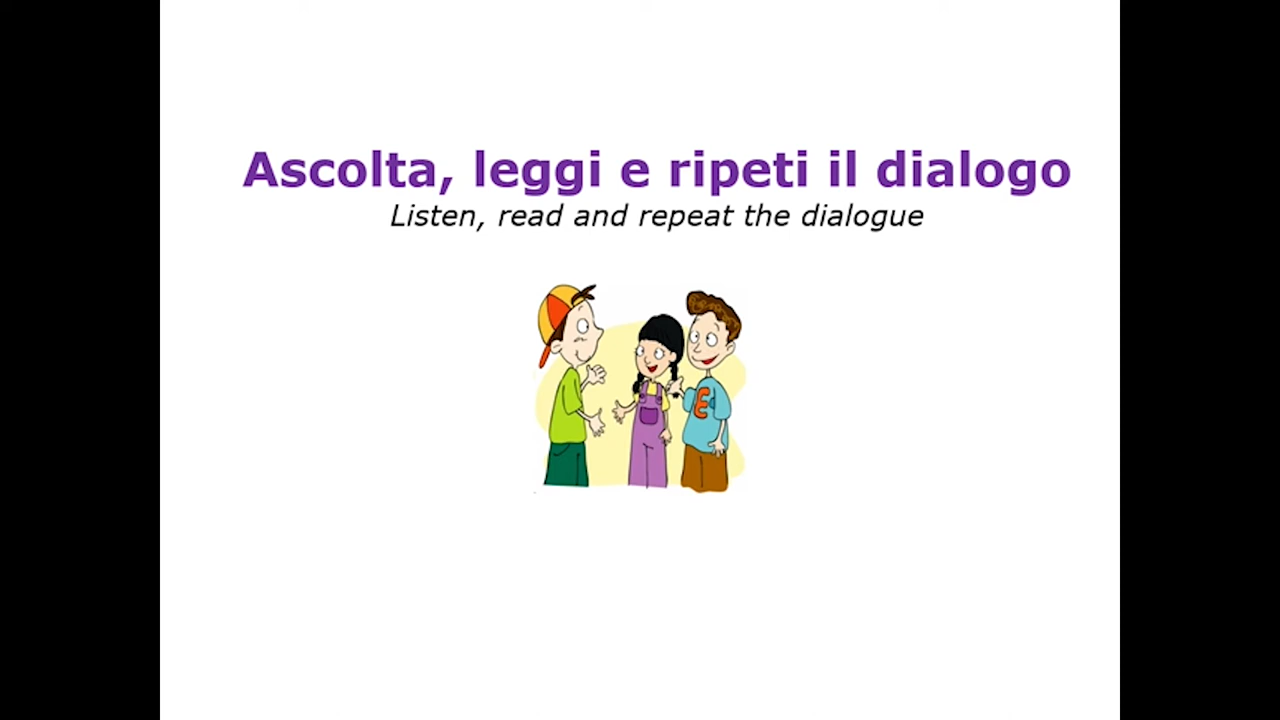 Ascolta, leggi e ripeti il dialogo
Listen, read and repeat the dialogue
E